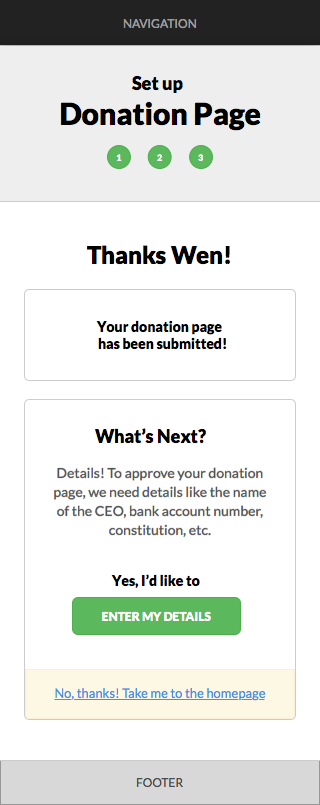 NAVIGATION
Set up
Donation Page
1 2 3
Thanks Wen!
Your donation page
has been submitted!
What's Next?
Details! To approve your donation
page, we need details like the name
of the CEO, bank account number,
constitution, etc.
Yes, I'd like to
ENTER MY DETAILS
No, thanks! Take me to the homepage
FOOTER